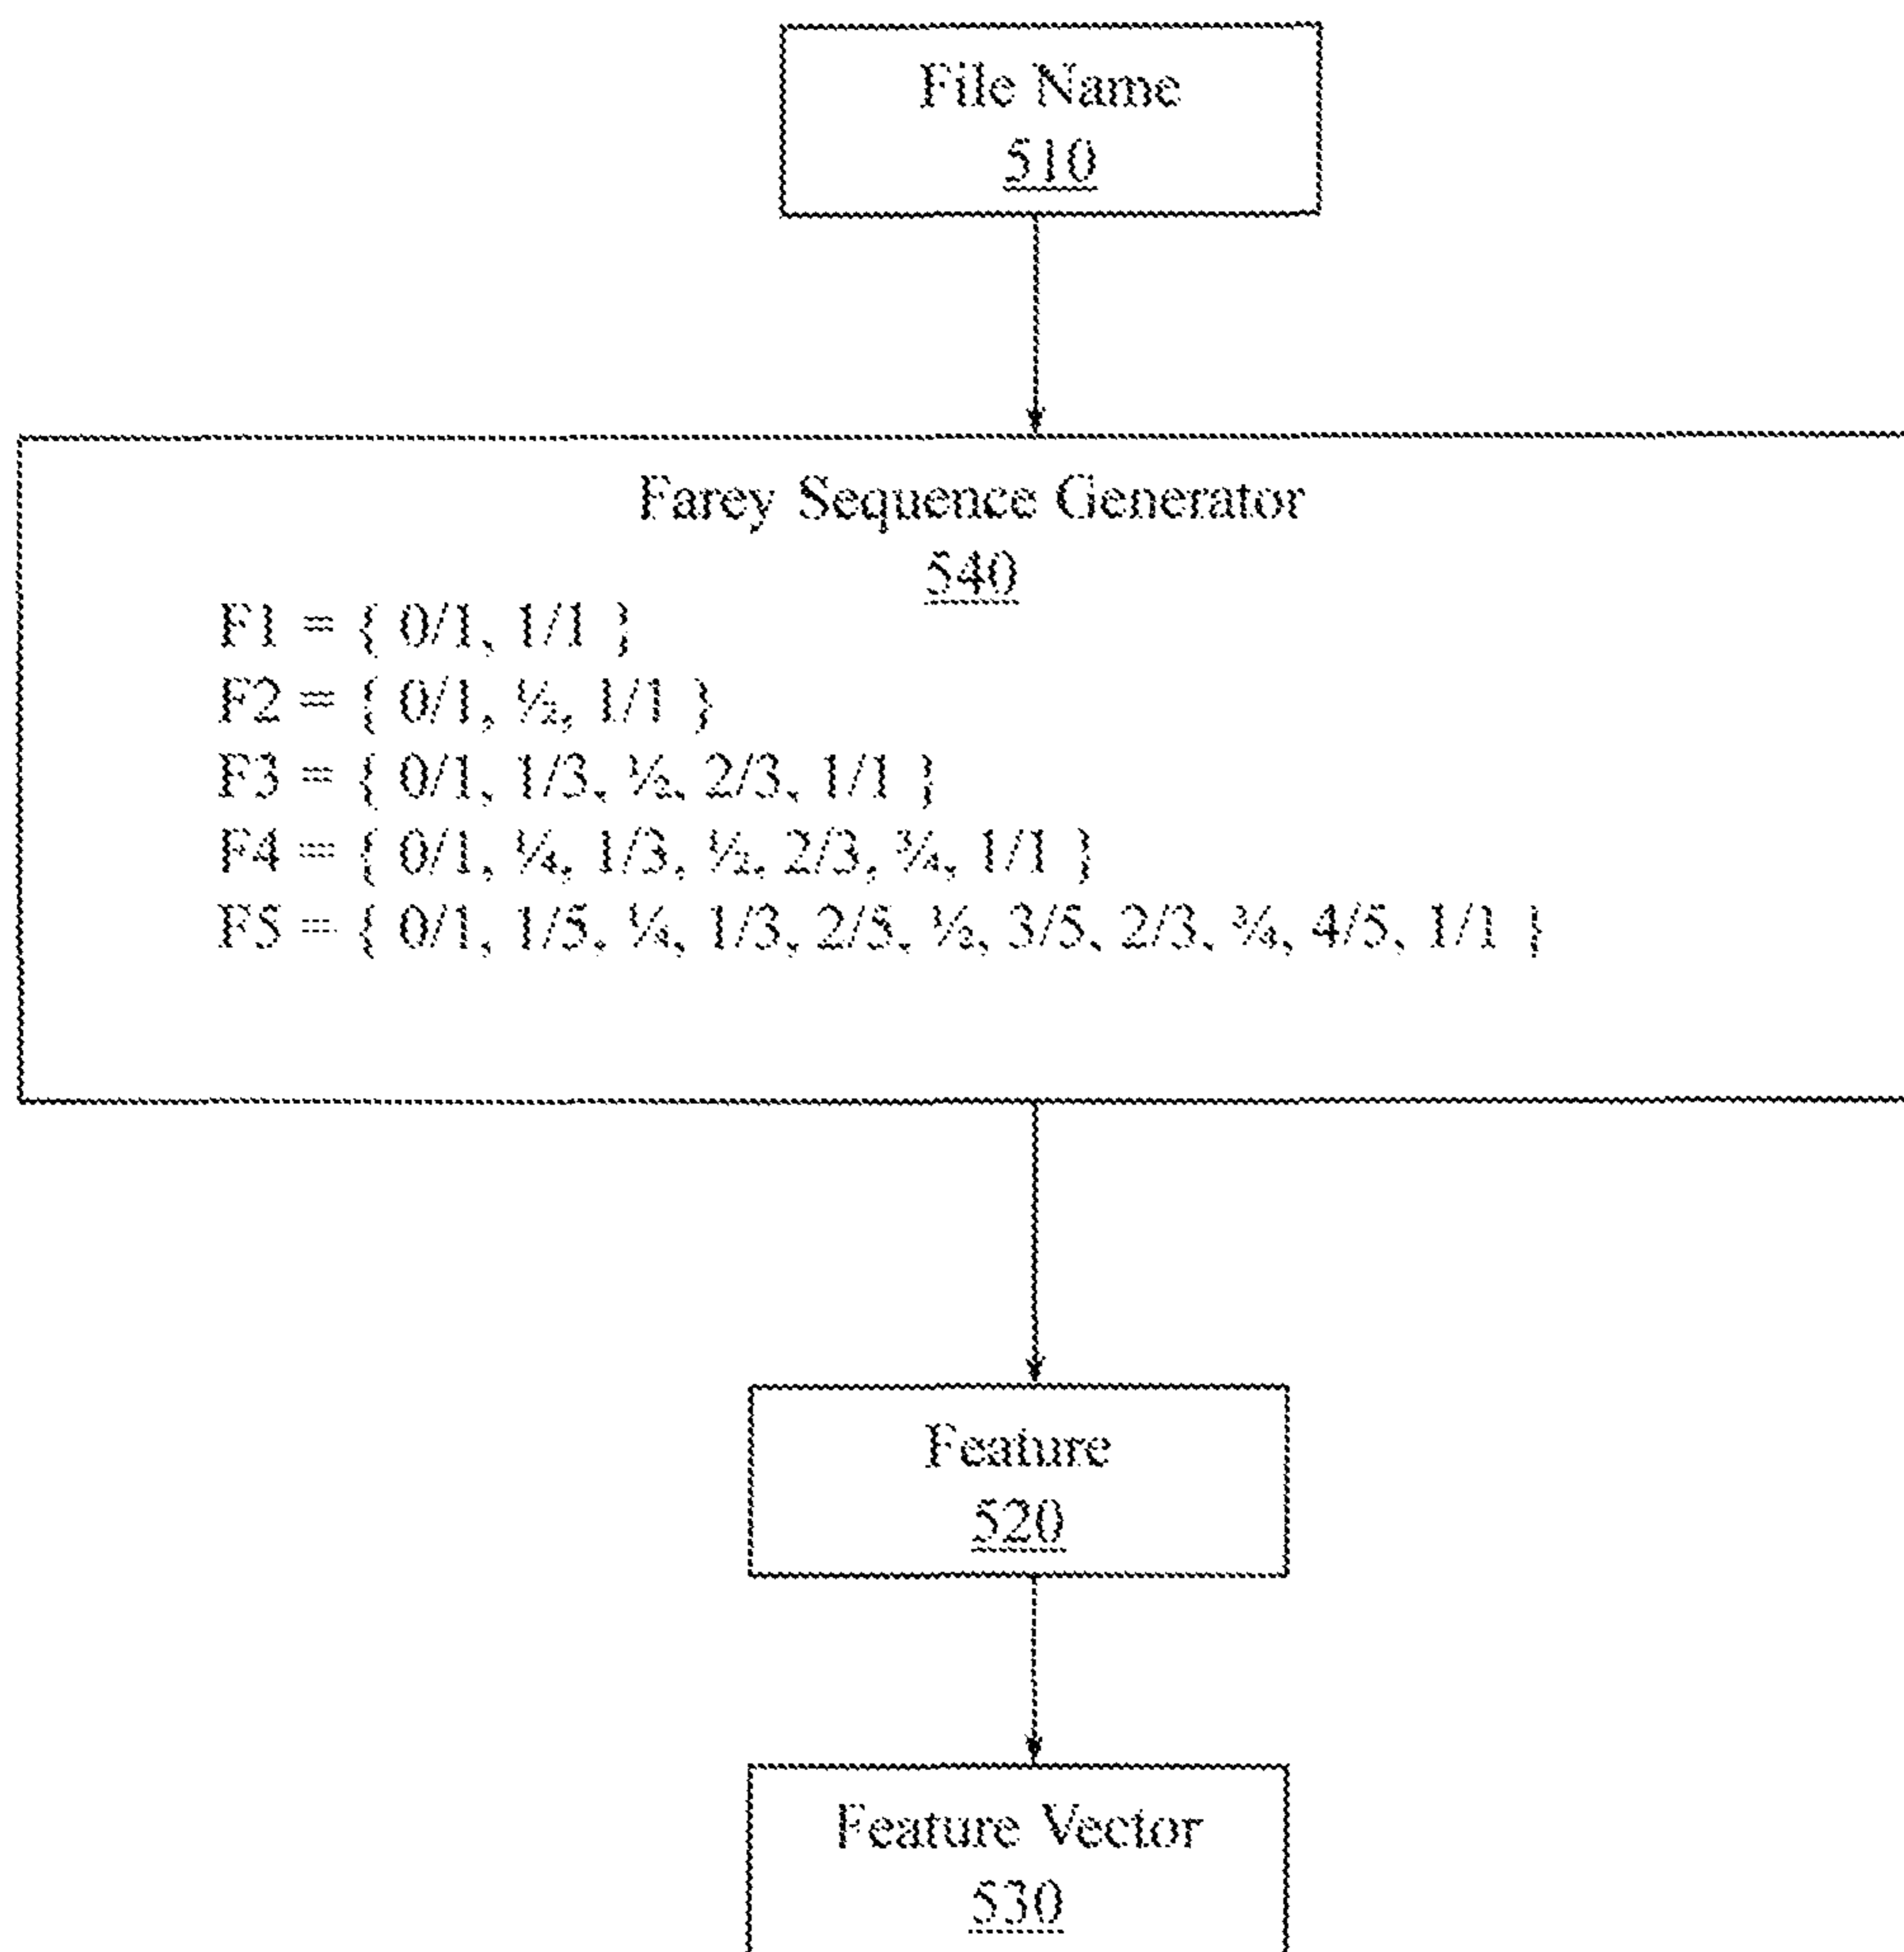 File Name
510
Farey Sequence Generator
540
F1 = { 0/1, 1/1 }
F2 = { 0/1, ½, 1/1 }
F3 = { 0/1, 1/3, ½, 2/3, 1/1 }
F4 = { 0/1, ¼, 1/3, ½, 2/3, ¾, 1/1 }
F5 = { 0/1, 1/5, ¼, 1/3, 2/5, ½, 3/5, 2/3, ¾, 4/5, 1/1 }
Feature
520
Feature Vector
530